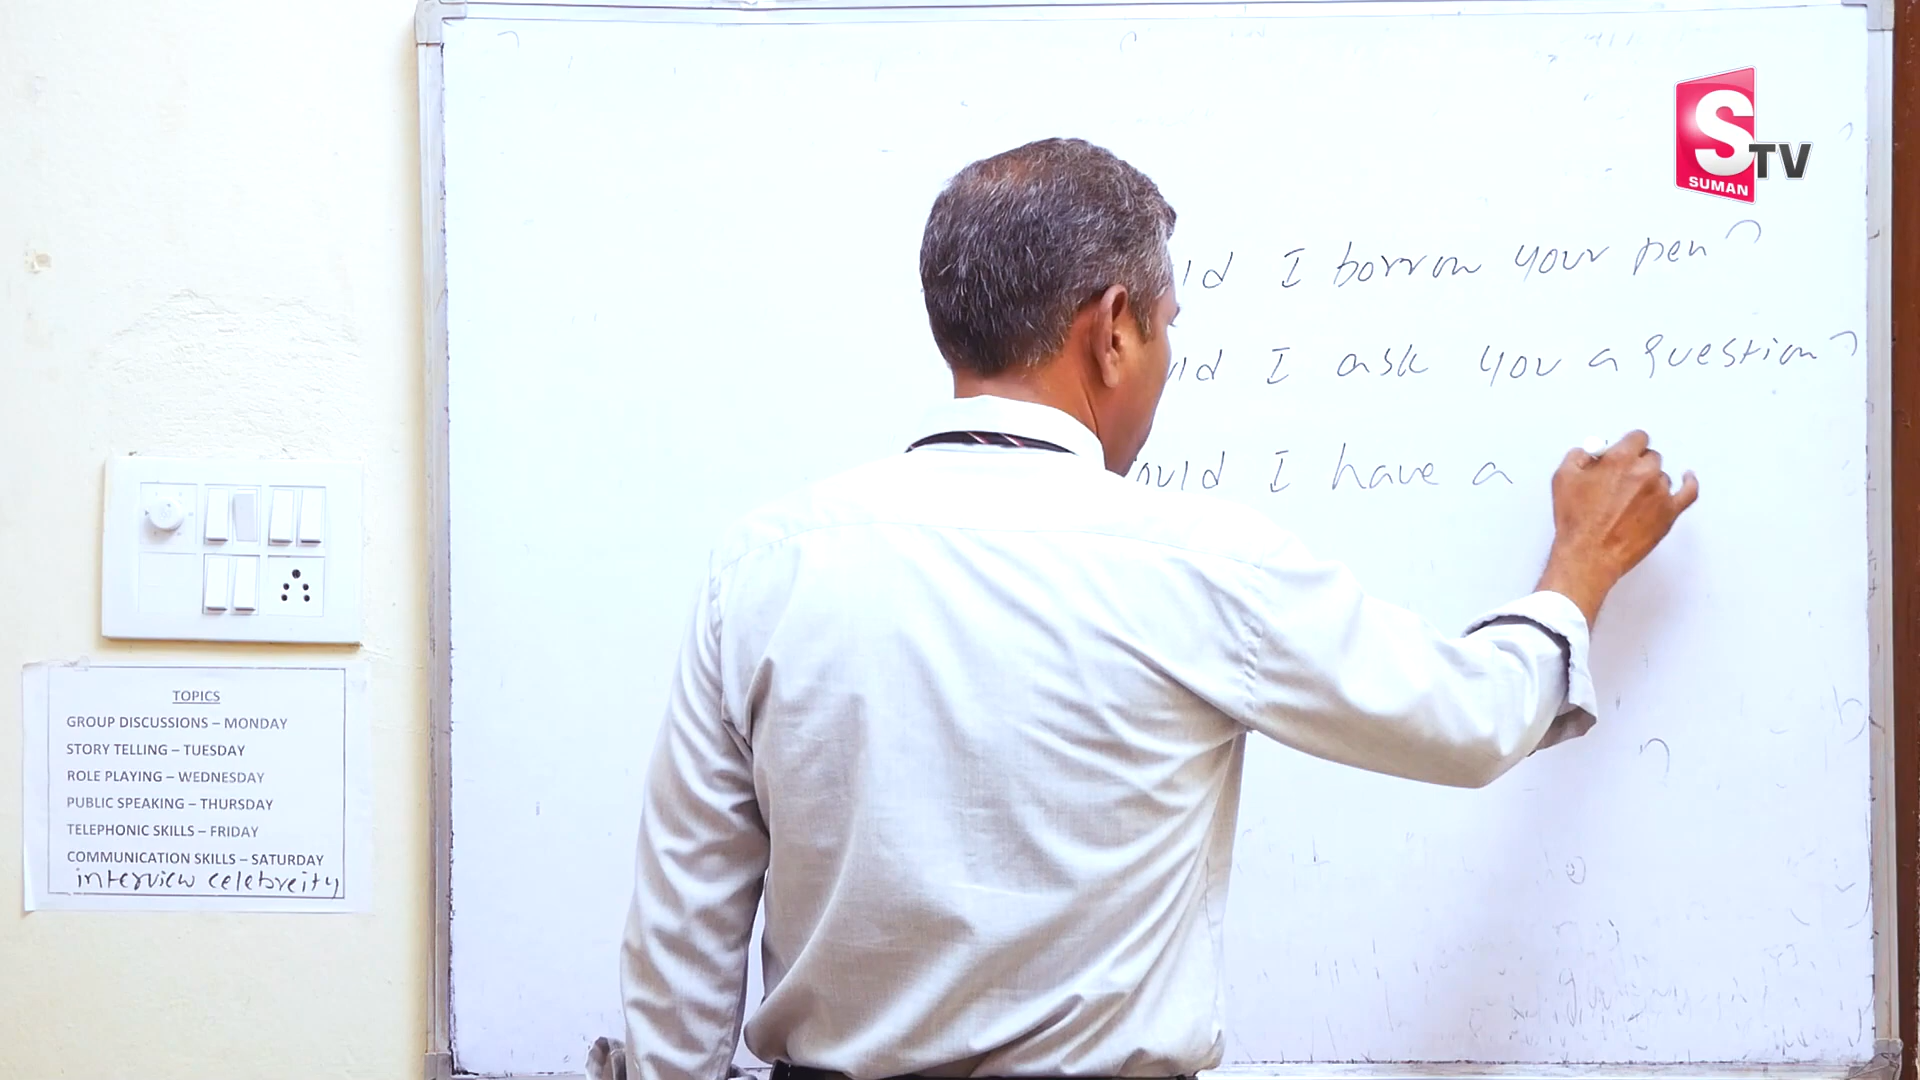 S
TV
SUMAN
ld I borrow your pen?
uld I ask you a question?
ould I have a
TOPICS
GROUP DISCUSSIONS – MONDAY
STORY TELLING – TUESDAY
ROLE PLAYING – WEDNESDAY
PUBLIC SPEAKING – THURSDAY
TELEPHONIC SKILLS – FRIDAY
COMMUNICATION SKILLS – SATURDAY
interview celebreity